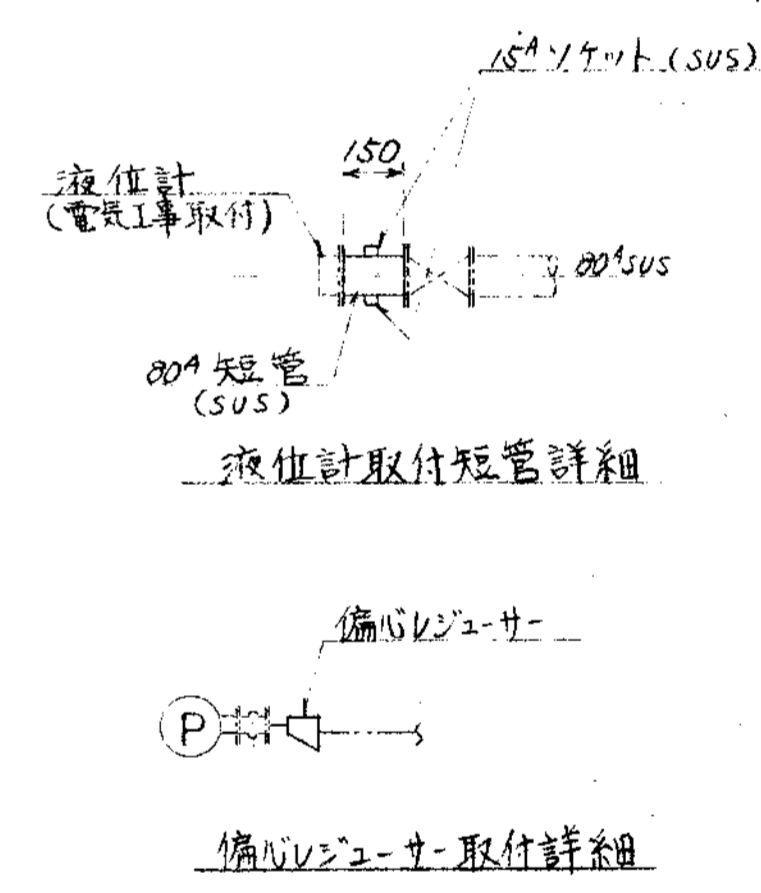 15A ソケット(SUS)
150
液位計
(電気工事取付)
80A SUS
80A 短管
(SUS)
液位計取付短管詳細
偏心レジューサー
P
偏心レジューサー取付詳細